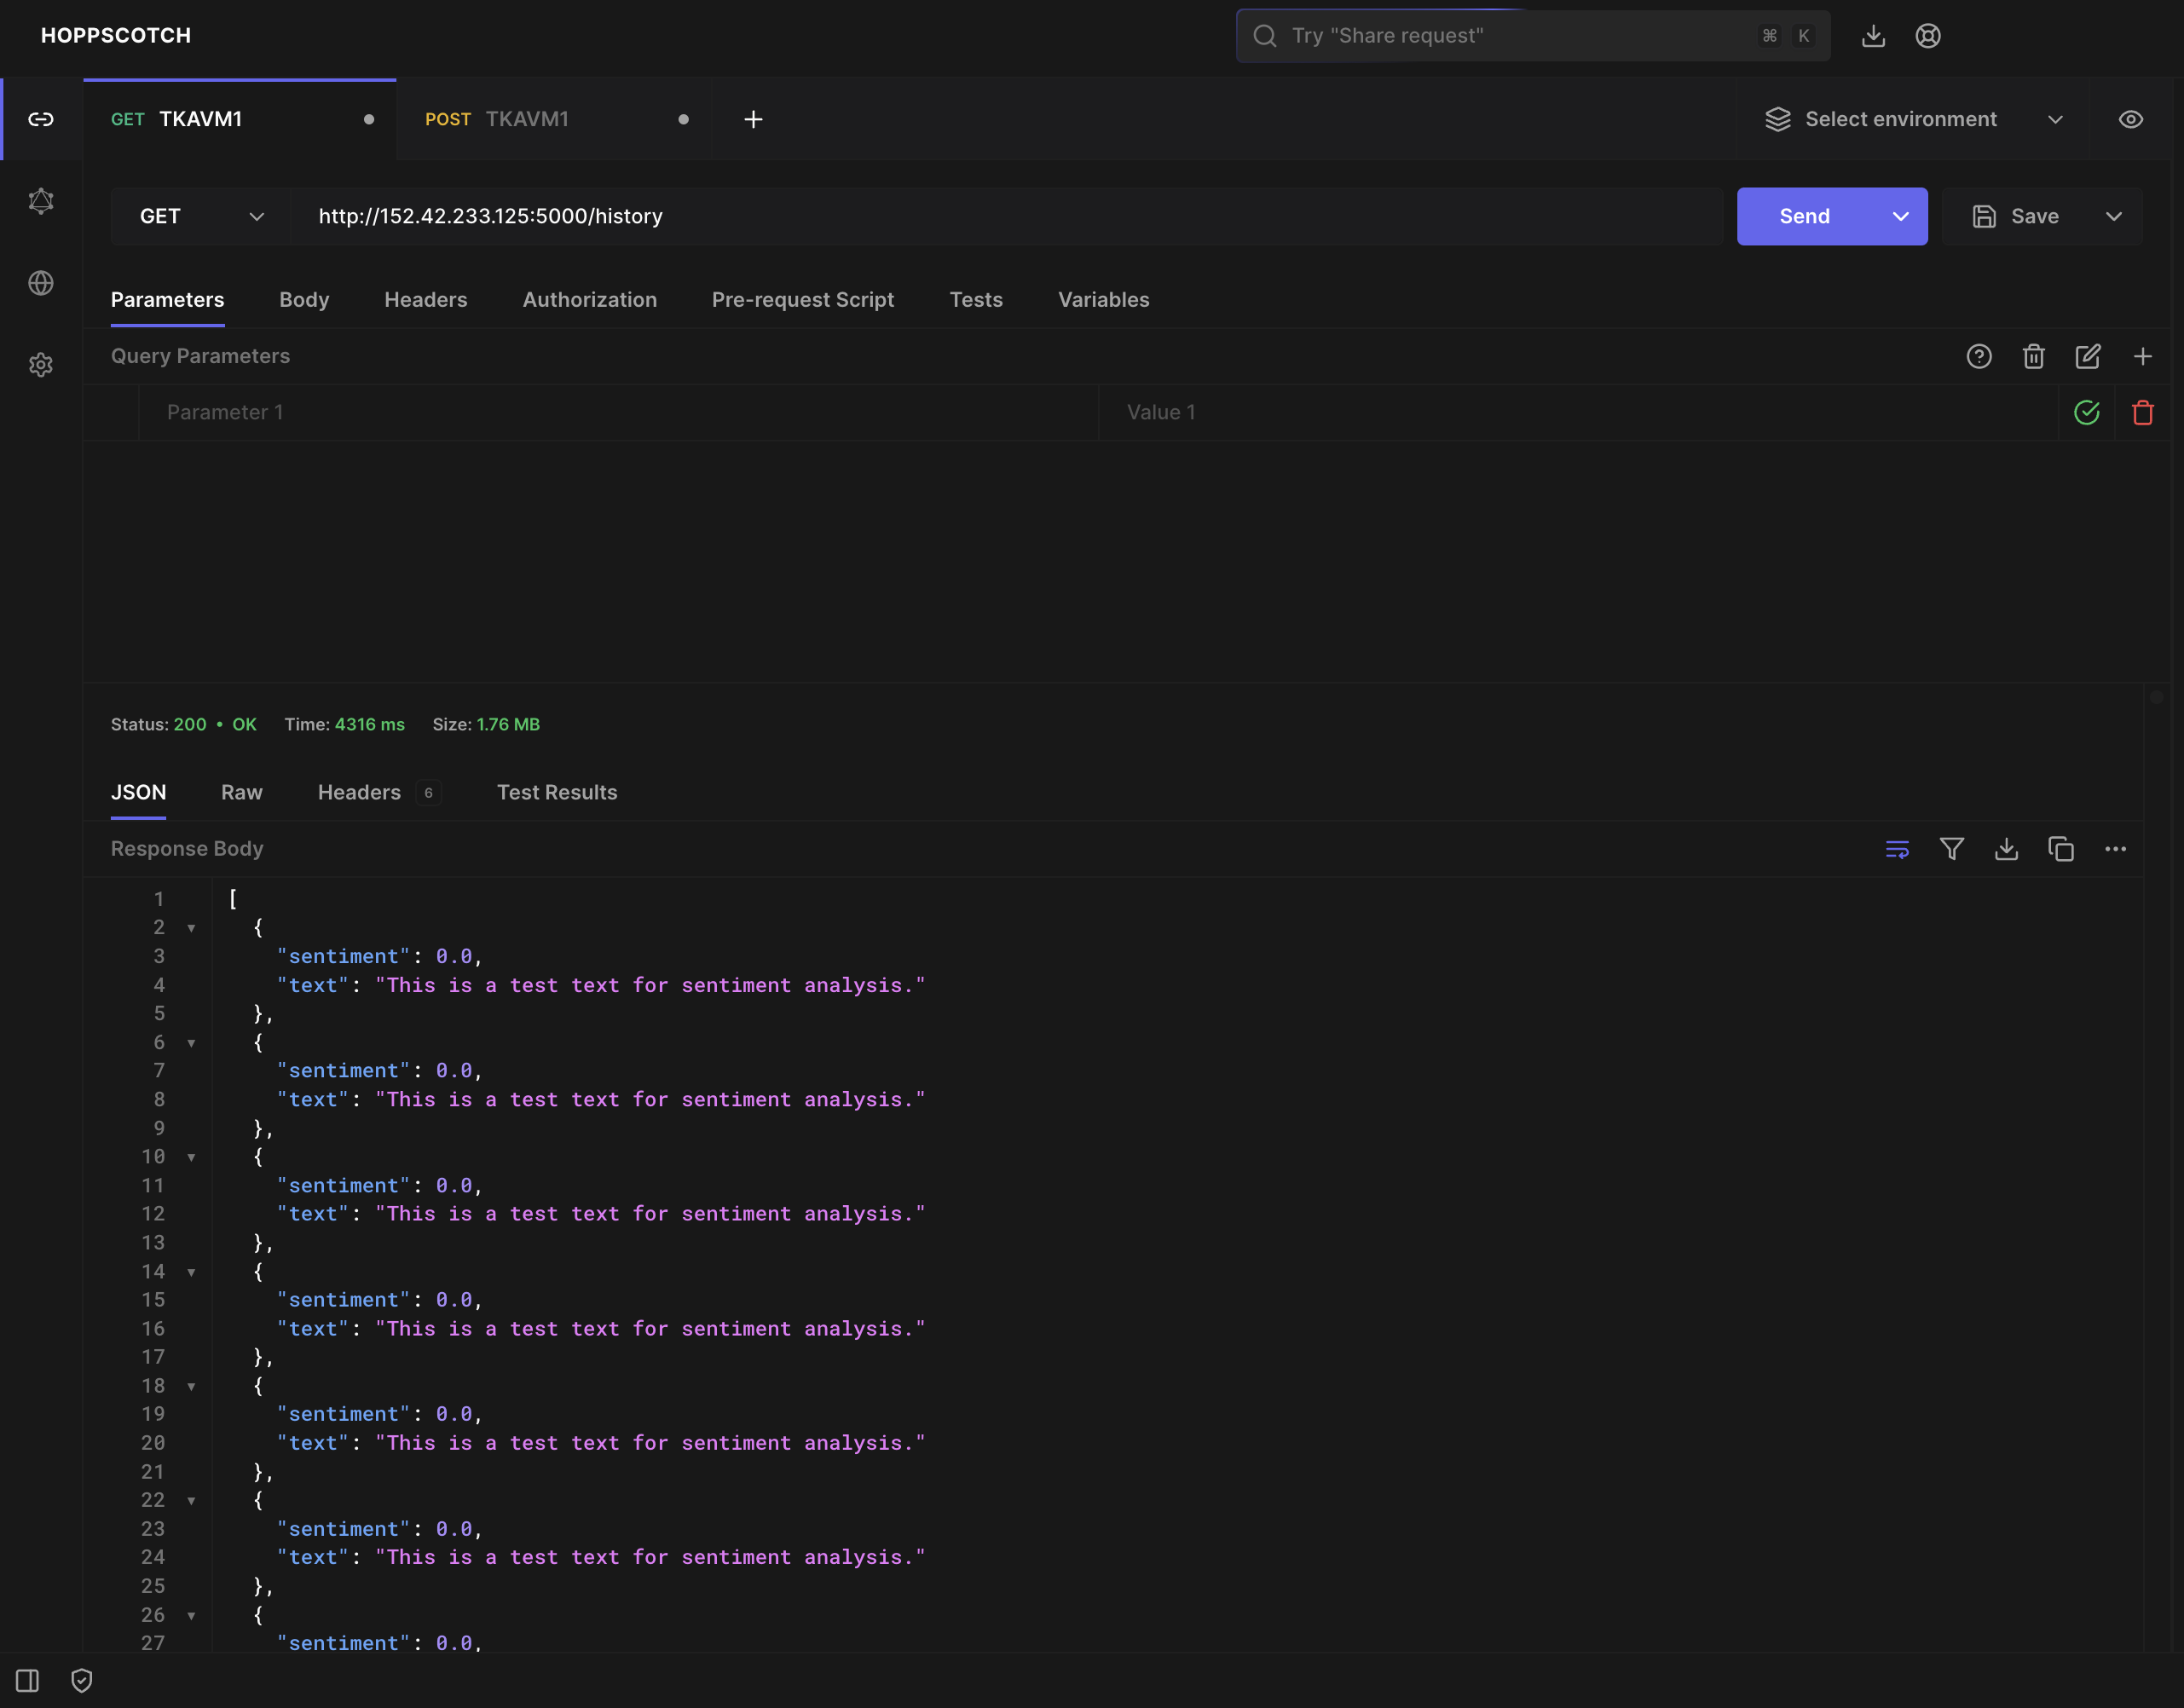 HOPPSCOTCH
Try "Share request" ⌘ K
GET TKAVM1
POST TKAVM1
Select environment
GET http://152.42.233.125:5000/history Send Save
Parameters Body Headers Authorization Pre-request Script Tests Variables
Query Parameters
Parameter 1 Value 1
Status: 200 • OK Time: 4316 ms Size: 1.76 MB
JSON Raw Headers 6 Test Results
Response Body
1 [
2 {
3 "sentiment": 0.0,
4 "text": "This is a test text for sentiment analysis."
5 },
6 {
7 "sentiment": 0.0,
8 "text": "This is a test text for sentiment analysis."
9 },
10 {
11 "sentiment": 0.0,
12 "text": "This is a test text for sentiment analysis."
13 },
14 {
15 "sentiment": 0.0,
16 "text": "This is a test text for sentiment analysis."
17 },
18 {
19 "sentiment": 0.0,
20 "text": "This is a test text for sentiment analysis."
21 },
22 {
23 "sentiment": 0.0,
24 "text": "This is a test text for sentiment analysis."
25 },
26 {
27 "sentiment": 0.0,